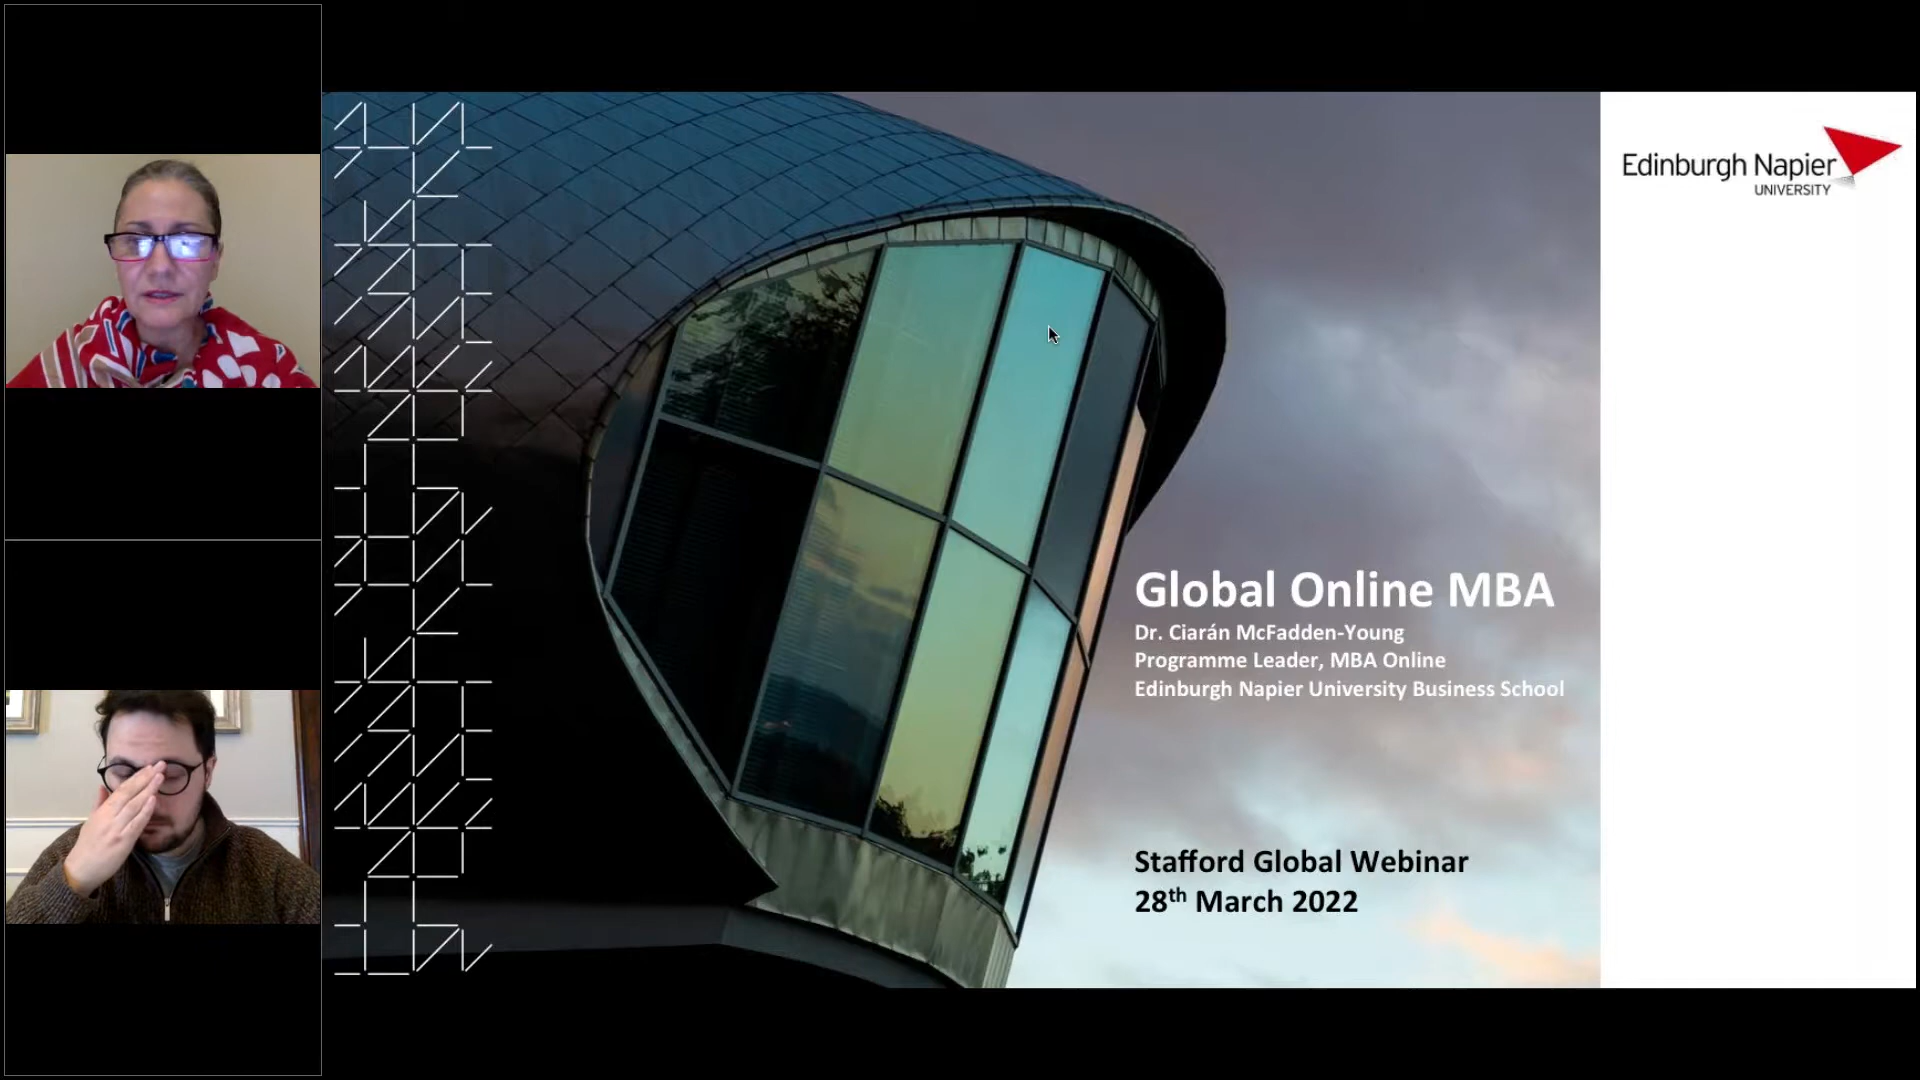 Edinburgh Napier
UNIVERSITY
Global Online MBA
Dr. Ciarán McFadden-Young
Programme Leader, MBA Online
Edinburgh Napier University Business School
Stafford Global Webinar
28th March 2022